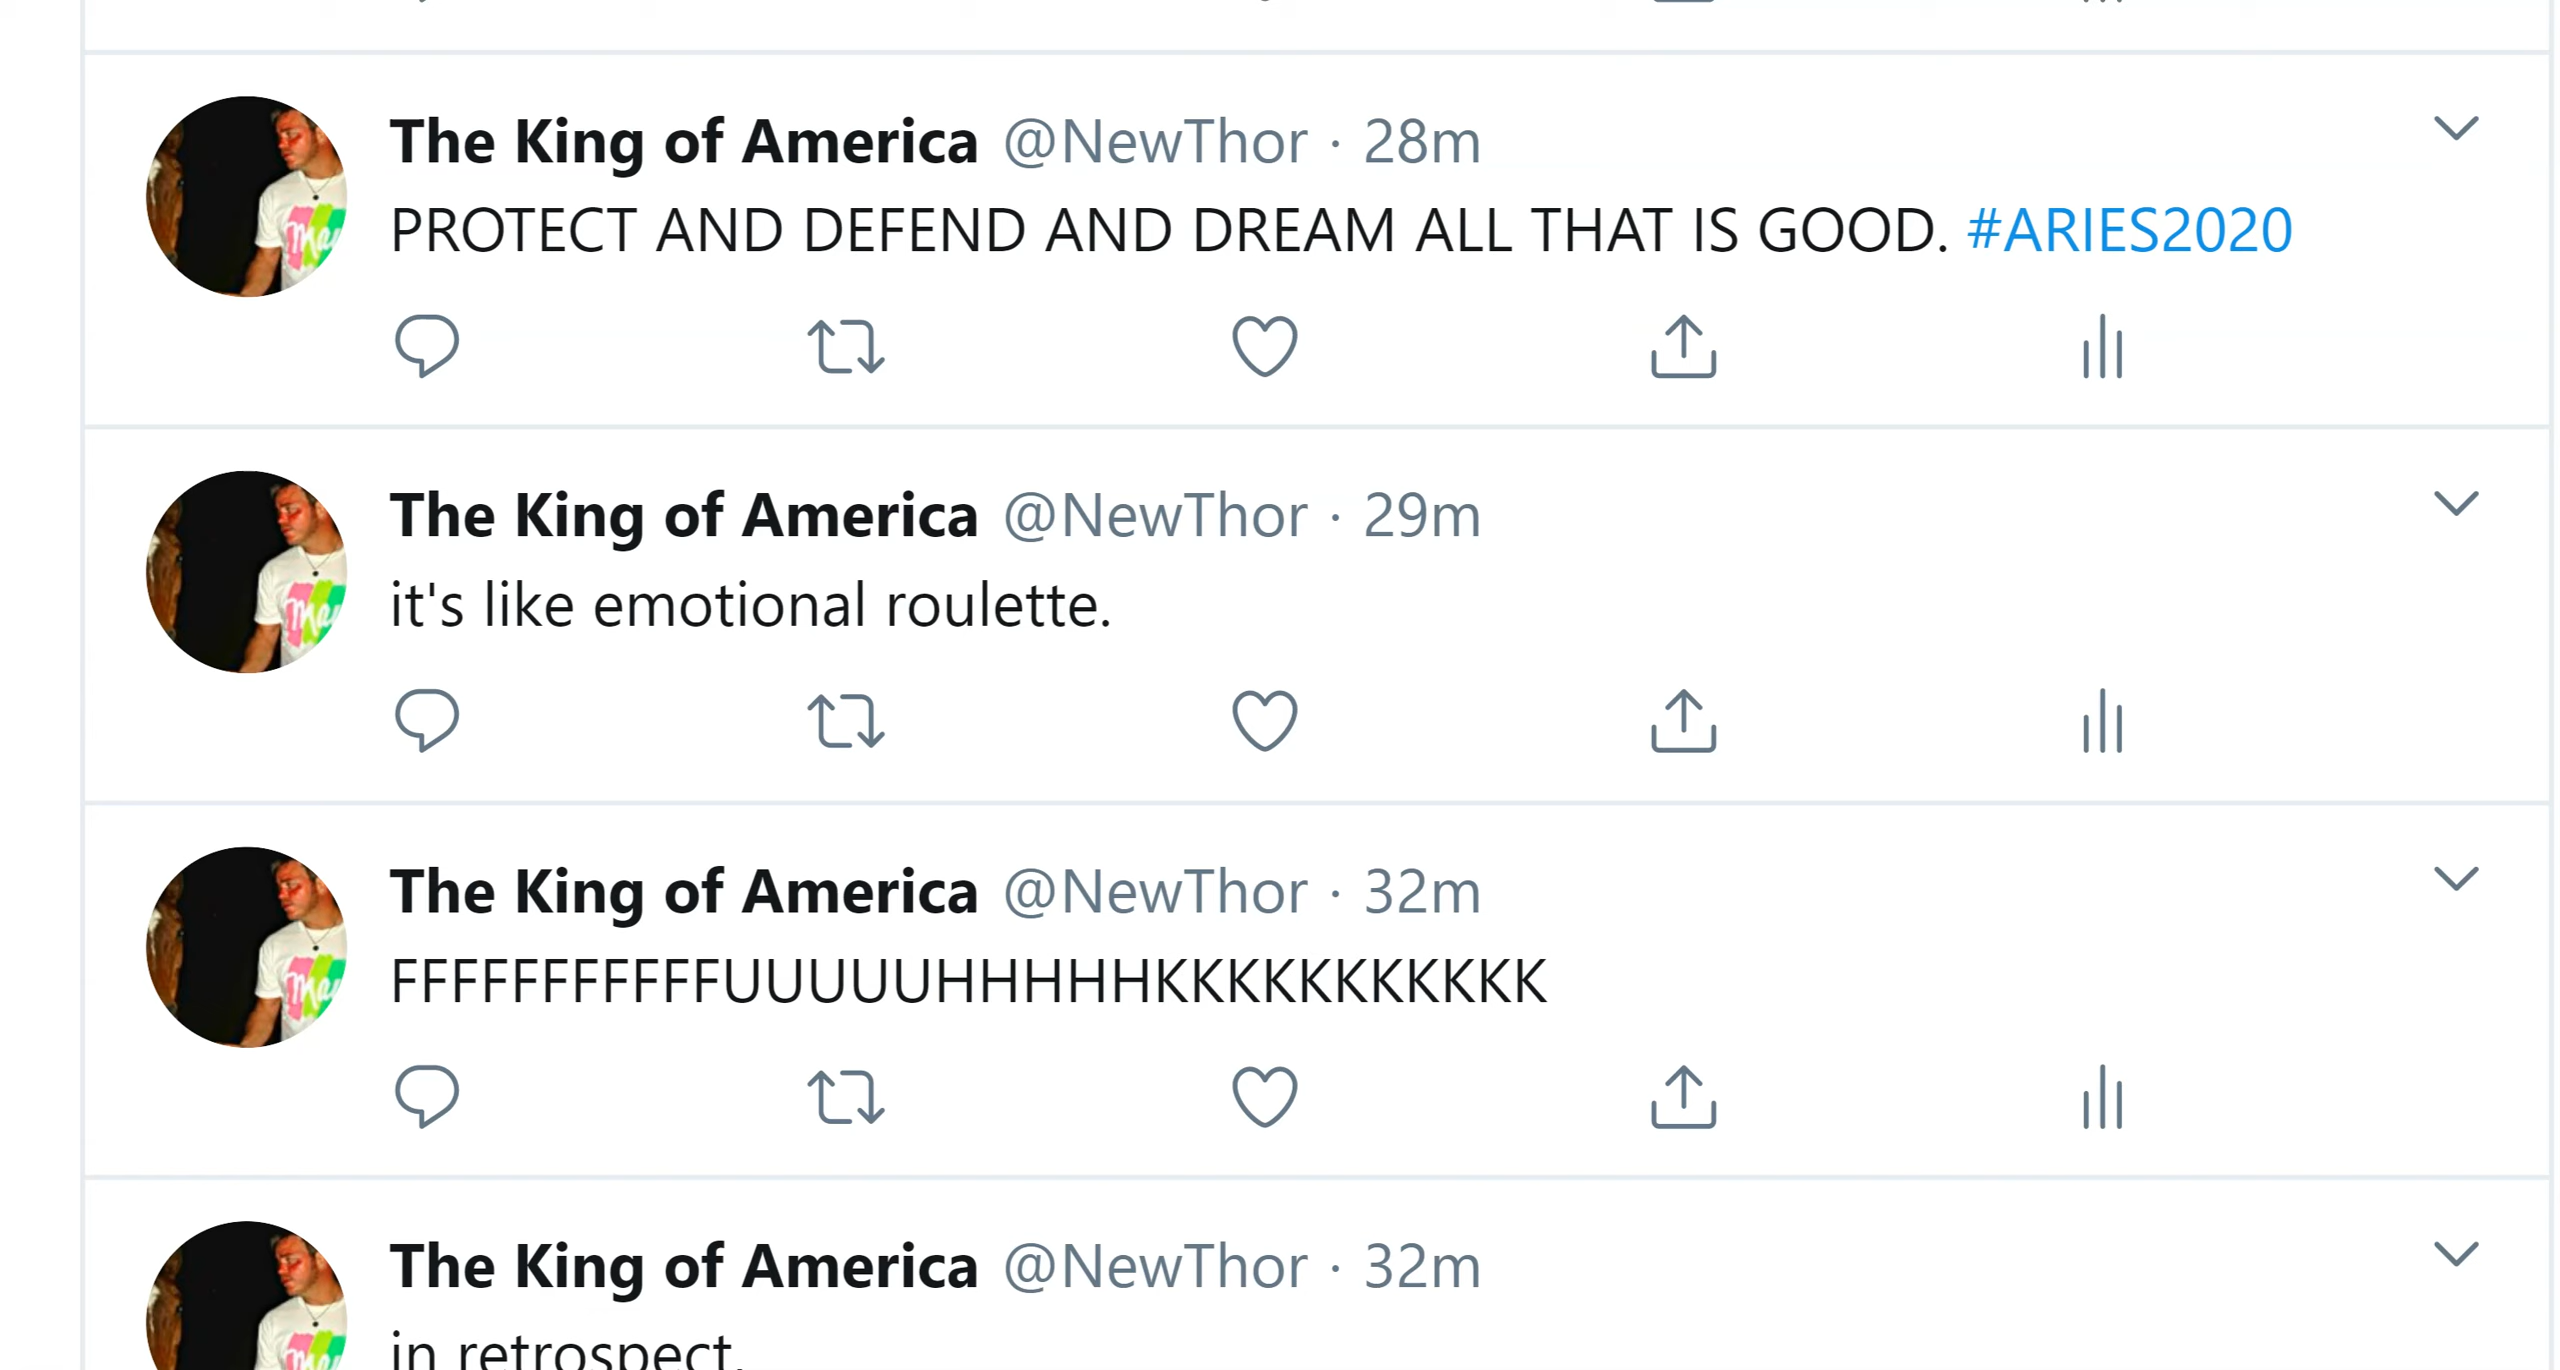 The King of America @NewThor · 28m
PROTECT AND DEFEND AND DREAM ALL THAT IS GOOD. #ARIES2020
The King of America @NewThor · 29m
it's like emotional roulette.
The King of America @NewThor · 32m
FFFFFFFFFFFUUUUUHHHHHKKKKKKKKKKK
The King of America @NewThor · 32m
in retrospect.